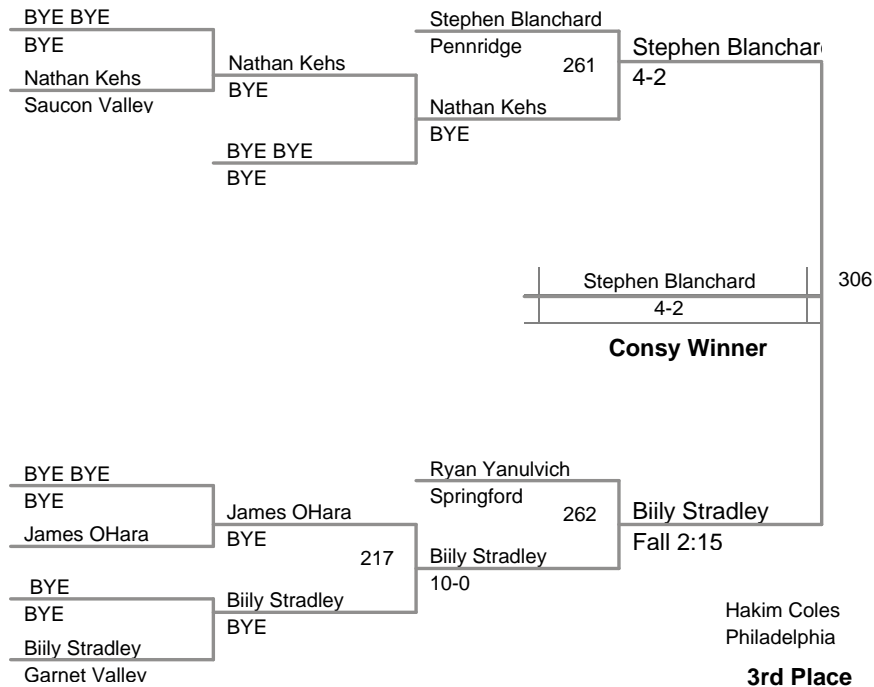 BYE BYE
BYE
Nathan Kehs
Saucon Valley
Nathan Kehs
BYE
BYE BYE
BYE
Stephen Blanchard
Pennridge
261
Nathan Kehs
BYE
Stephen Blanchar
4-2
Stephen Blanchard
4-2
306
Consy Winner
BYE BYE
BYE
James OHara
BYE
BYE
Biily Stradley
Garnet Valley
James OHara
BYE
217
Biily Stradley
BYE
Ryan Yanulvich
Springford
262
Biily Stradley
10-0
Biily Stradley
Fall 2:15
Hakim Coles
Philadelphia
3rd Place